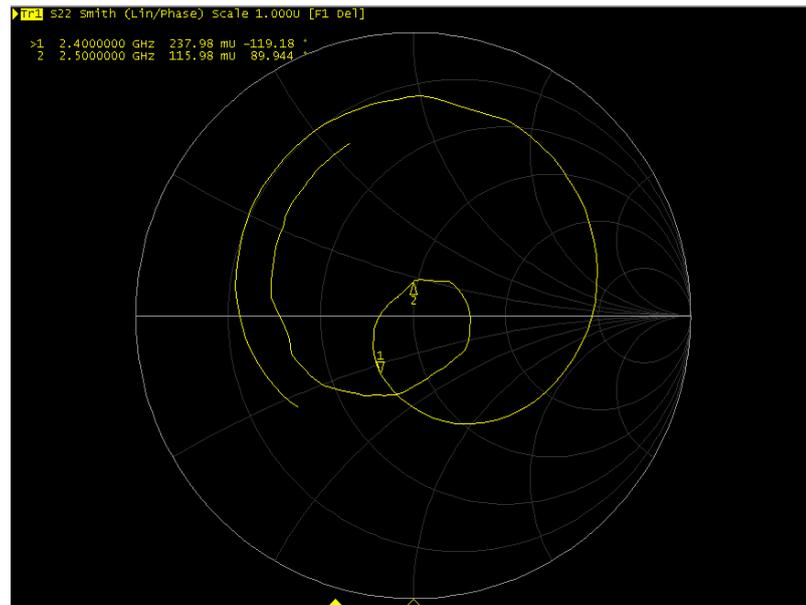 Tr1 S22 Smith (Lin/Phase) Scale 1.000U [F1 Del]
>1 2.4000000 GHz 237.98 mU -119.18 °
2 2.5000000 GHz 115.98 mU 89.944 °
2
1